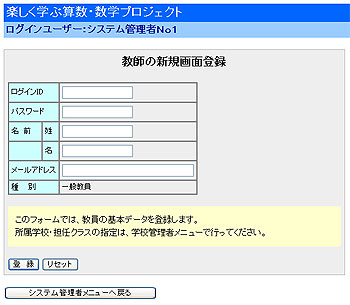 楽しく学ぶ算数・数学プロジェクト
ログインユーザー:システム管理者No1
教師の新規画面登録
ログインID
パスワード
名 前 姓
名
メールアドレス
種 別 一般教員
このフォームでは、教員の基本データを登録します。
所属学校・担任クラスの指定は、学校管理者メニューで行ってください。
登 録 リセット
システム管理者メニューへ戻る